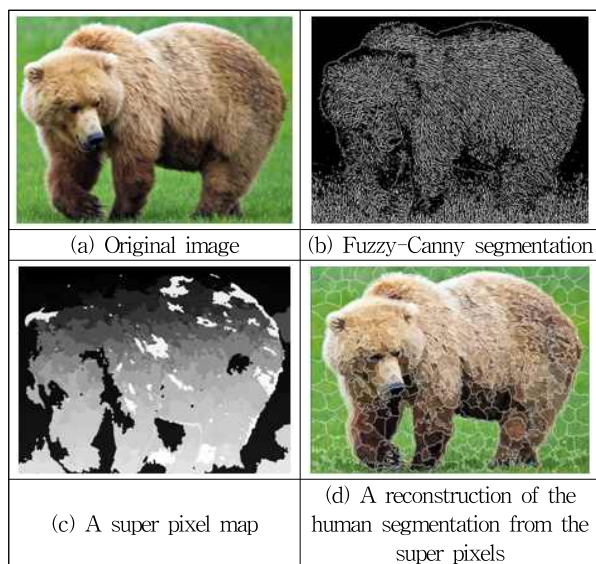 (a) Original image
(b) Fuzzy-Canny segmentation
(c) A super pixel map
(d) A reconstruction of the
human segmentation from the
super pixels